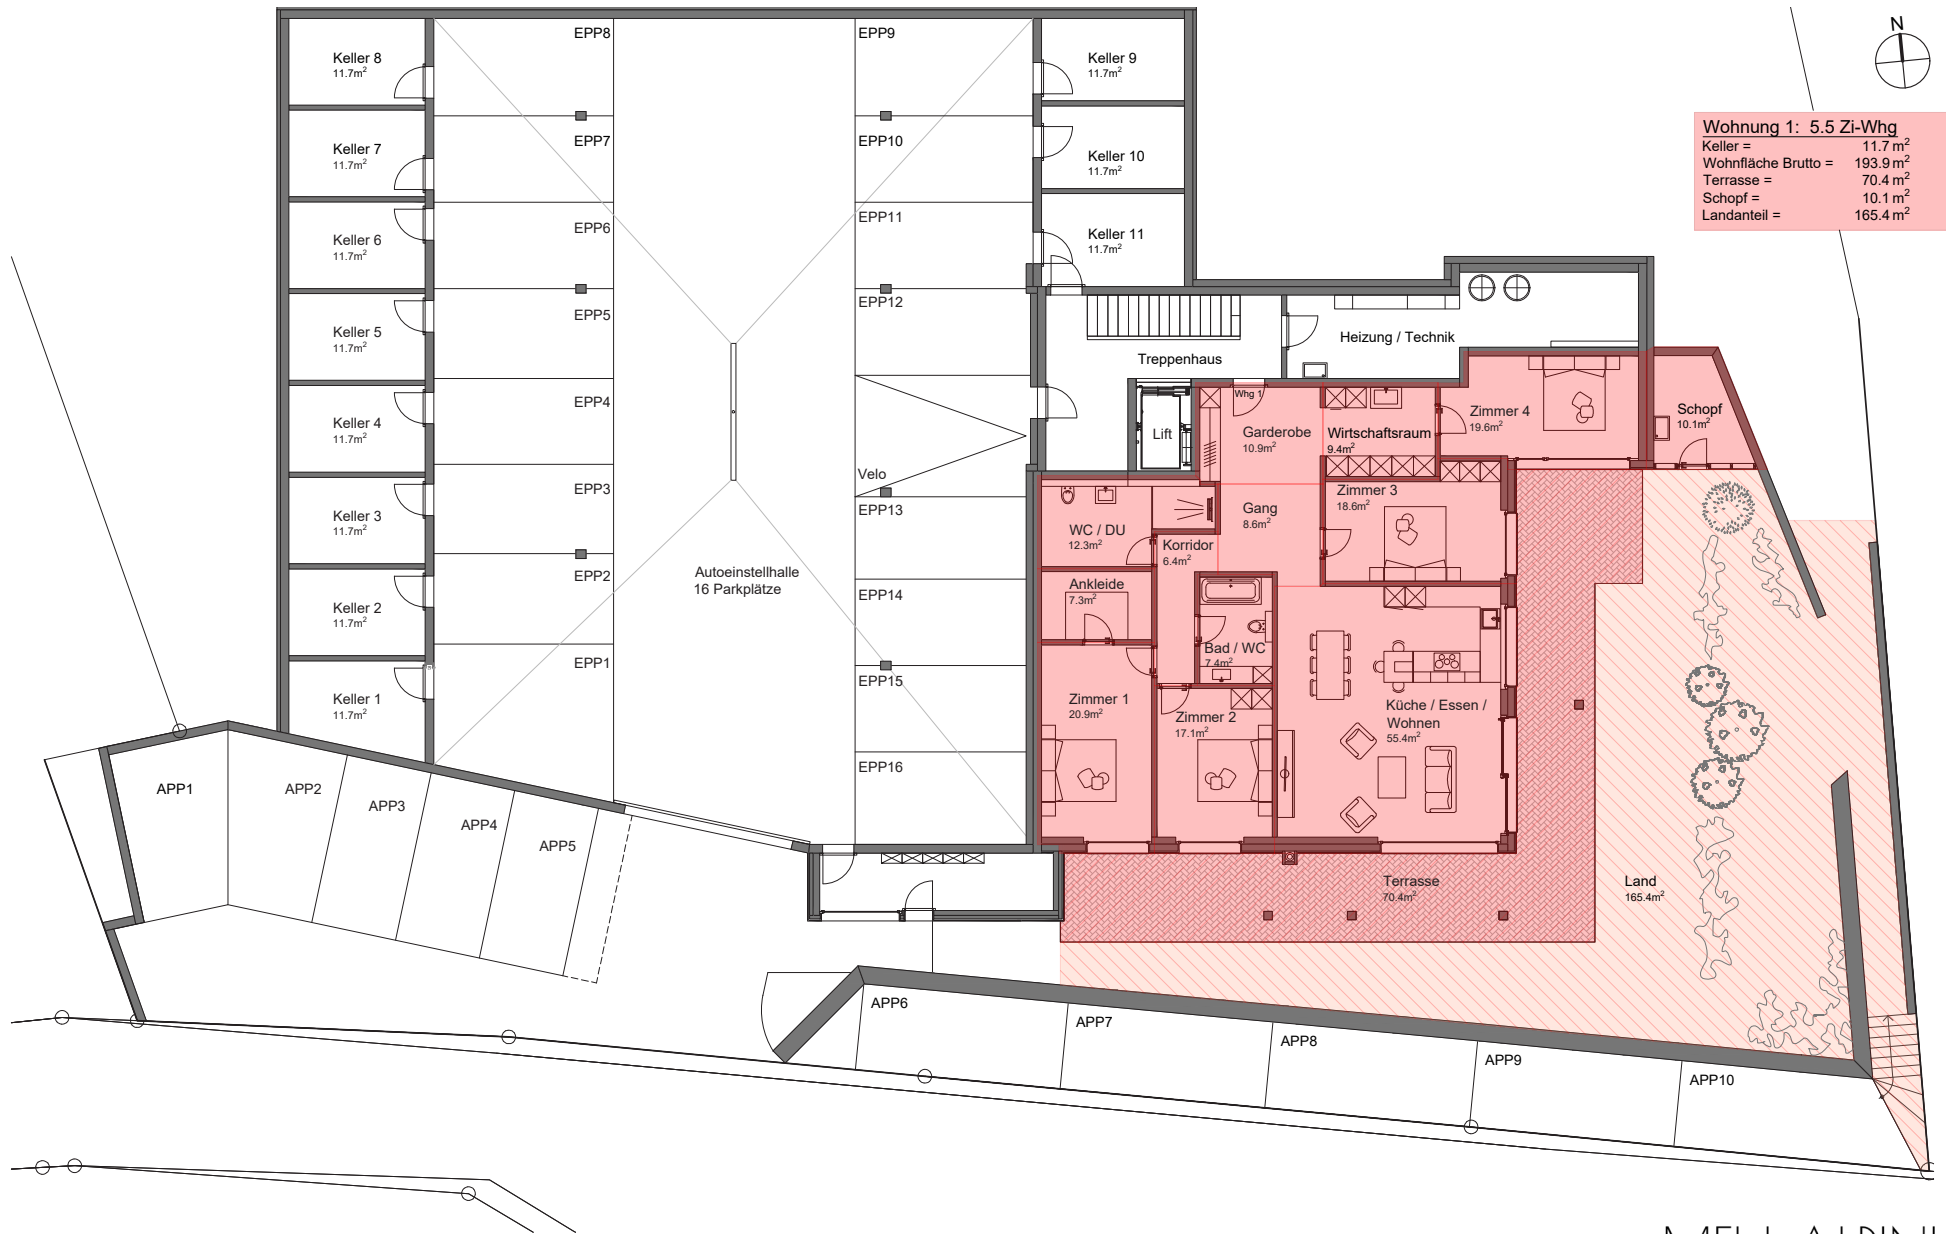 N
Wohnung 1: 5.5 Zi-Whg
Keller = 11.7 m²
Wohnfläche Brutto = 193.9 m²
Terrasse = 70.4 m²
Schopf = 10.1 m²
Landanteil = 165.4 m²
Keller 8
11.7m²
Keller 7
11.7m²
Keller 6
11.7m²
Keller 5
11.7m²
Keller 4
11.7m²
Keller 3
11.7m²
Keller 2
11.7m²
Keller 1
11.7m²
EPP8
EPP7
EPP6
EPP5
EPP4
EPP3
EPP2
EPP1
Autoeinstellhalle
16 Parkplätze
EPP9
EPP10
EPP11
EPP12
Velo
EPP13
EPP14
EPP15
EPP16
Keller 9
11.7m²
Keller 10
11.7m²
Keller 11
11.7m²
Treppenhaus
Heizung / Technik
Lift
Whg 1
Garderobe
10.9m²
Wirtschaftsraum
9.4m²
Zimmer 4
19.6m²
Schopf
10.1m²
Zimmer 3
18.6m²
Gang
8.6m²
WC / DU
12.3m²
Korridor
6.4m²
Ankleide
7.3m²
Bad / WC
7.4m²
Zimmer 1
20.9m²
Zimmer 2
17.1m²
Küche / Essen /
Wohnen
55.4m²
Terrasse
70.4m²
Land
165.4m²
APP1
APP2
APP3
APP4
APP5
APP6
APP7
APP8
APP9
APP10